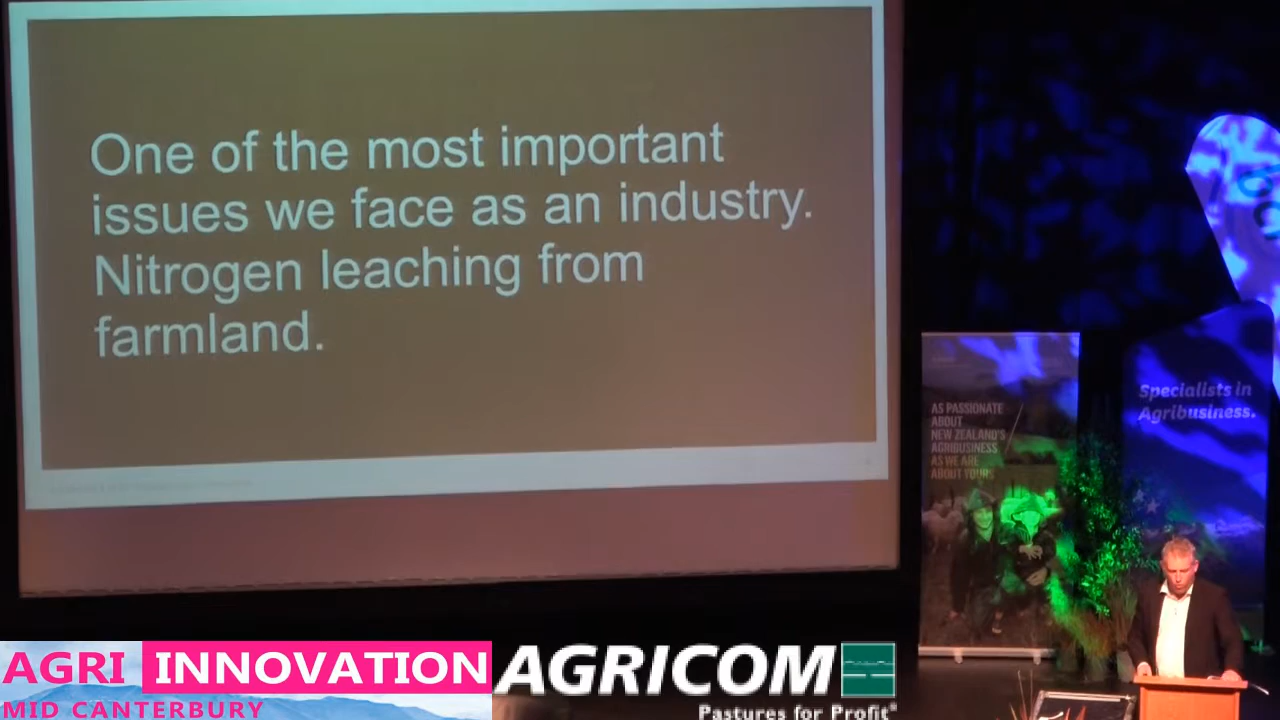 One of the most important
issues we face as an industry.
Nitrogen leaching from
farmland.
AS PASSIONATE
ABOUT
NEW ZEALAND'S
AGRIBUSINESS
AS WE ARE
ABOUT YOURS
Specialists in
Agribusiness.
AGRI INNOVATION
MID CANTERBURY
AGRICOM
Pastures for Profit®